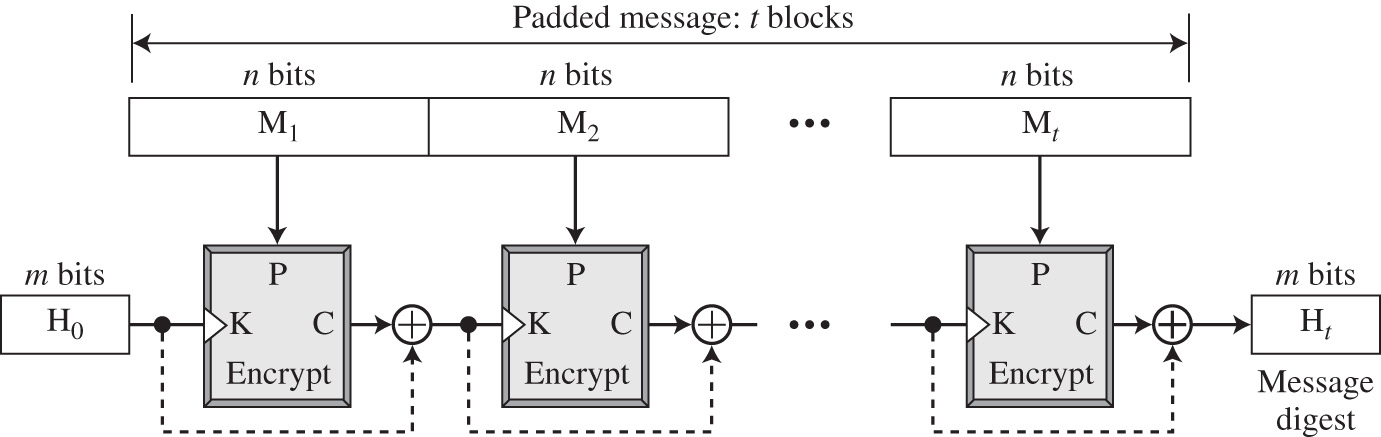 Padded message: t blocks
n bits
n bits
n bits
M1
M2
•••
Mt
m bits
H0
P
K
C
Encrypt
P
K
C
Encrypt
•••
P
K
C
Encrypt
m bits
Ht
Message
digest